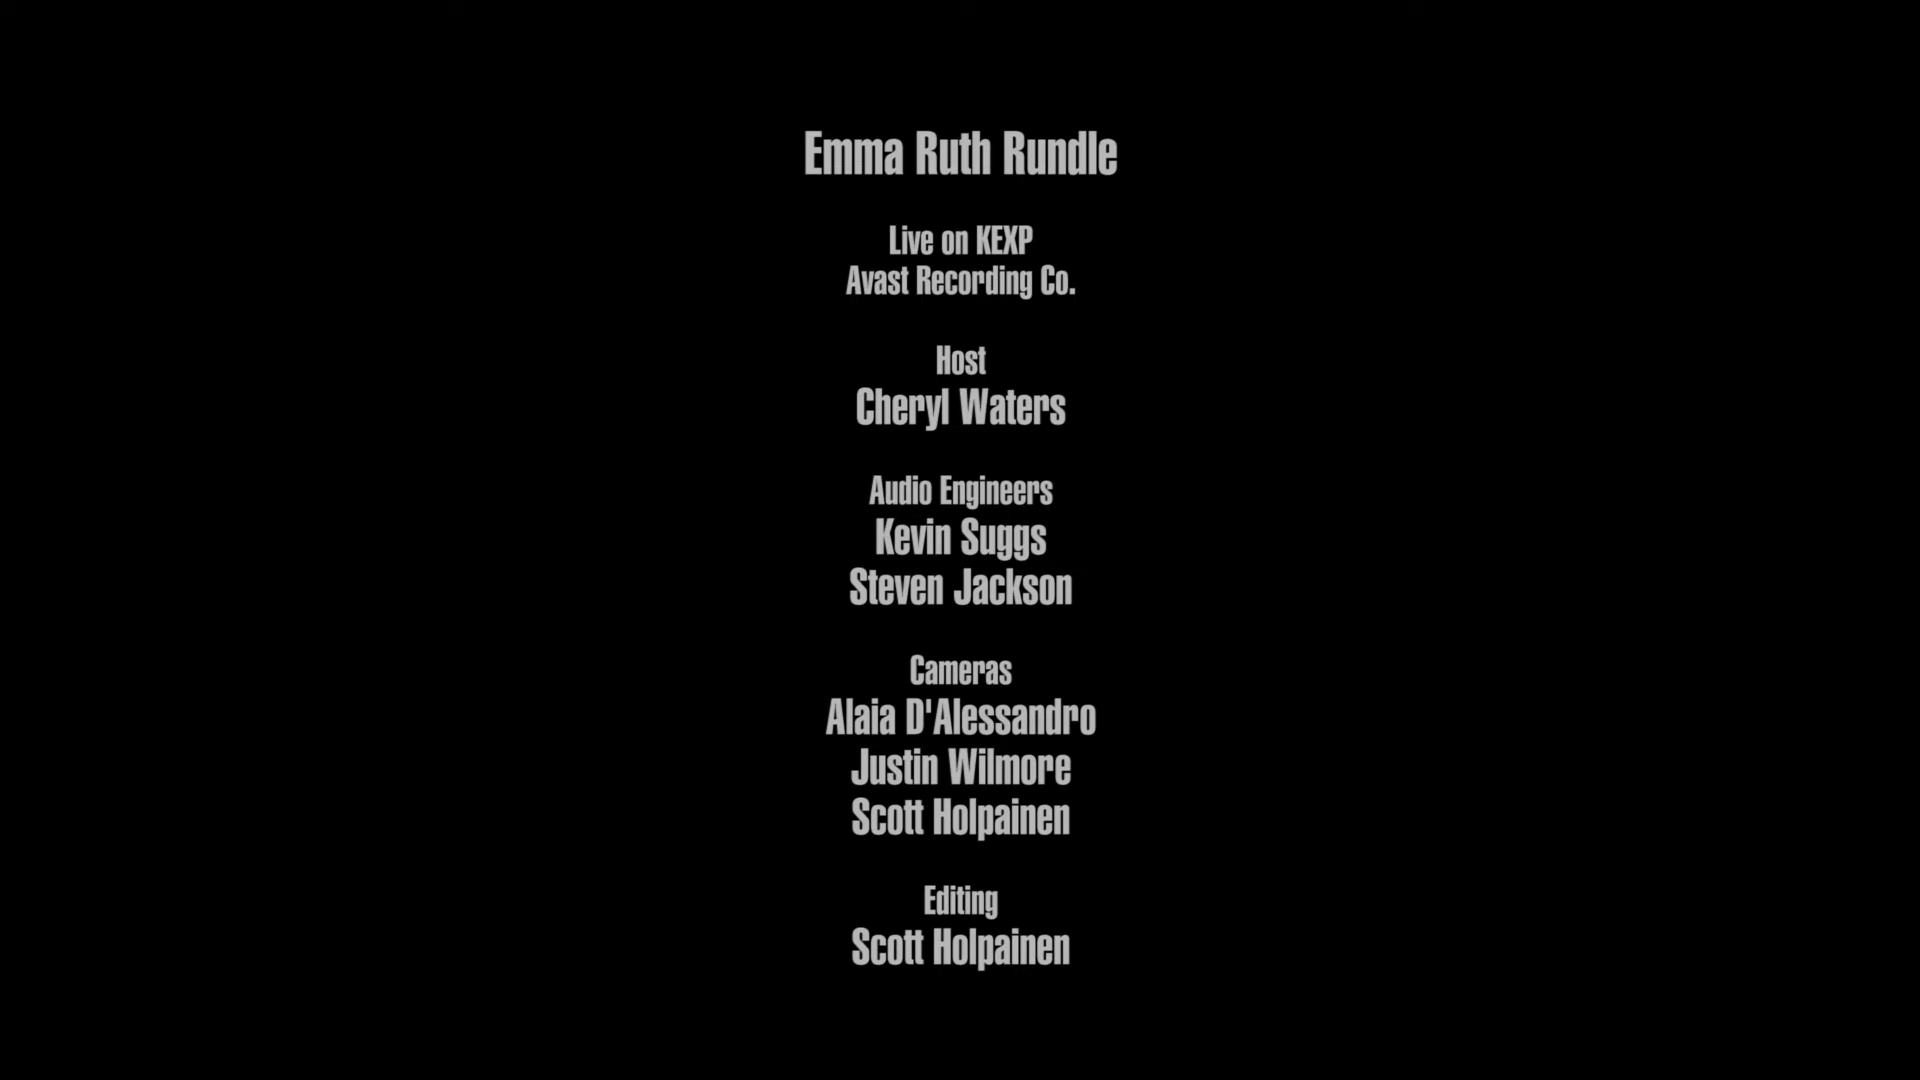 Emma Ruth Rundle
Live on KEXP
Avast Recording Co.
Host
Cheryl Waters
Audio Engineers
Kevin Suggs
Steven Jackson
Cameras
Alaia D'Alessandro
Justin Wilmore
Scott Holpainen
Editing
Scott Holpainen